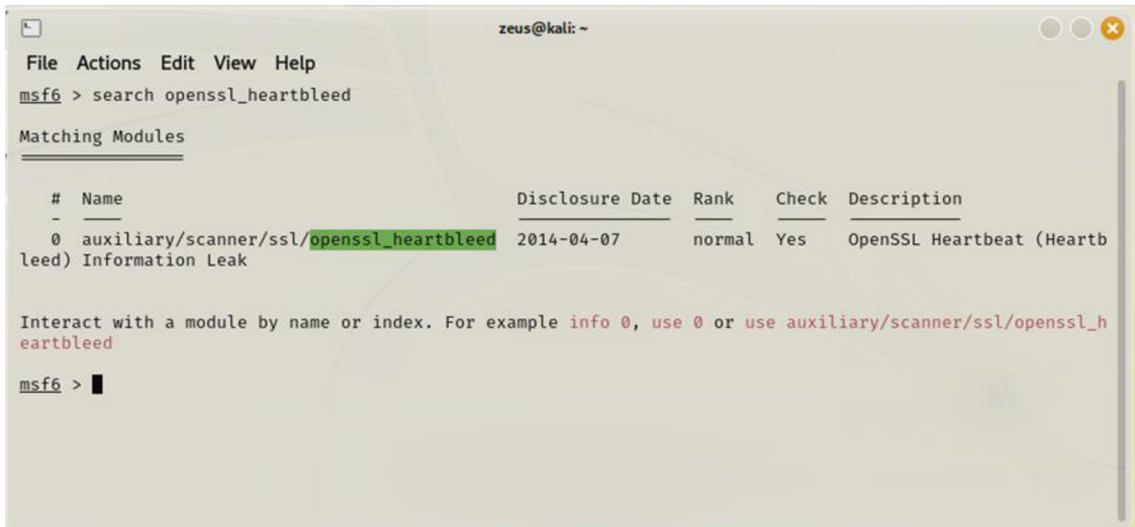 zeus@kali: ~
File Actions Edit View Help
msf6 > search openssl_heartbleed
Matching Modules
# Name Disclosure Date Rank Check Description
- ---- --------------- ---- ----- -----------
0 auxiliary/scanner/ssl/openssl_heartbleed 2014-04-07 normal Yes OpenSSL Heartbeat (Heartb
leed) Information Leak
Interact with a module by name or index. For example info 0, use 0 or use auxiliary/scanner/ssl/openssl_h
eartbleed
msf6 >